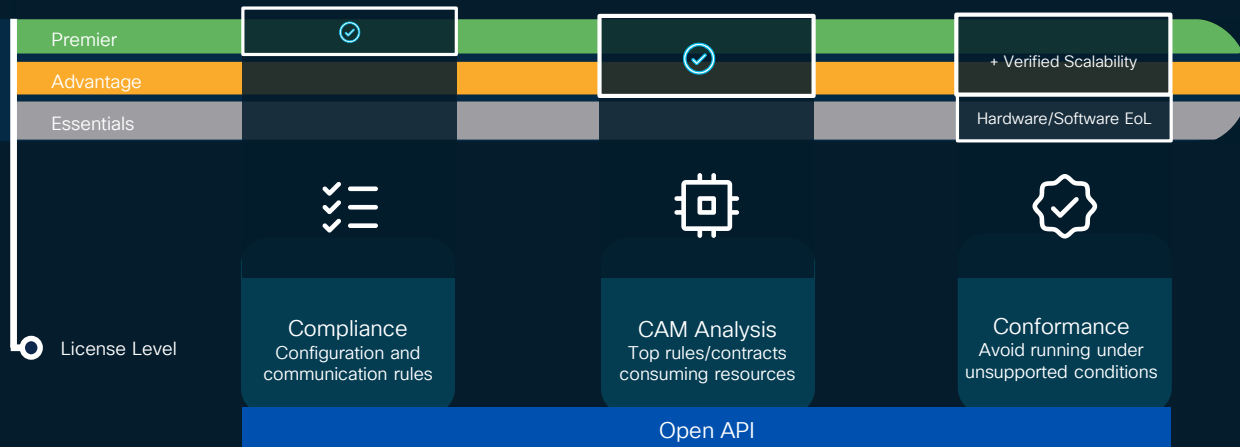 Premier
Advantage
Essentials
+ Verified Scalability
Hardware/Software EoL
License Level
Compliance
Configuration and
communication rules
CAM Analysis
Top rules/contracts
consuming resources
Conformance
Avoid running under
unsupported conditions
Open API